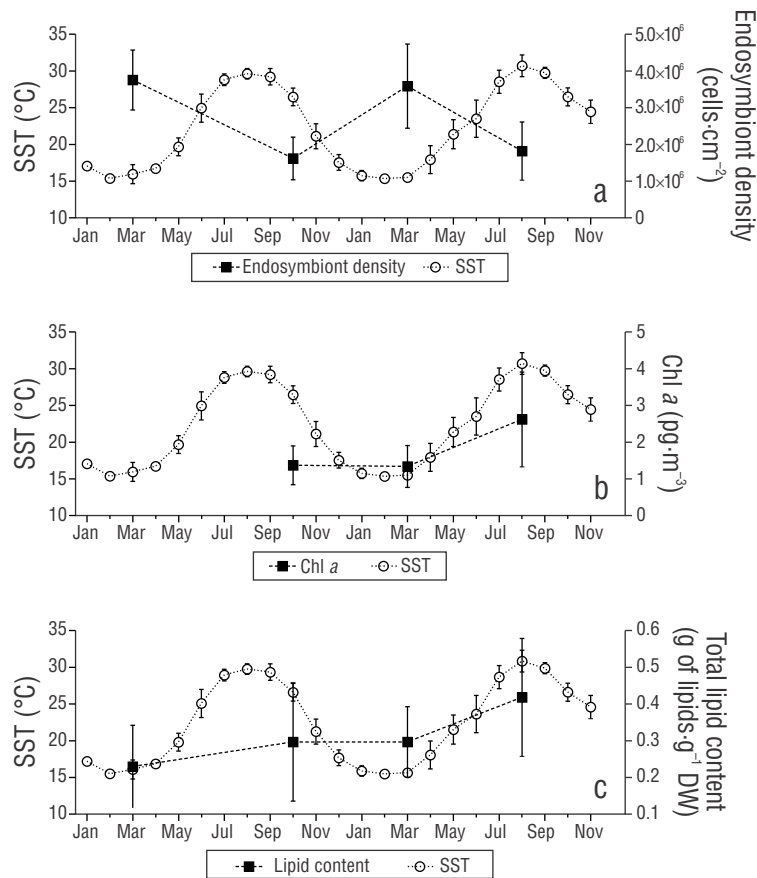 35
30
25
20
15
10
SST (°C)
5.0×10⁶
4.0×10⁶
3.0×10⁶
2.0×10⁶
1.0×10⁶
0
Endosymbiont density
(cells·cm⁻²)
a
Jan Mar May Jul Sep Nov Jan Mar May Jul Sep Nov
Endosymbiont density SST
35
30
25
20
15
10
SST (°C)
5
4
3
2
1
0
Chl a (pg·m⁻³)
b
Jan Mar May Jul Sep Nov Jan Mar May Jul Sep Nov
Chl a SST
35
30
25
20
15
10
SST (°C)
0.6
0.5
0.4
0.3
0.2
0.1
Total lipid content
(g of lipids·g⁻¹ DW)
c
Jan Mar May Jul Sep Nov Jan Mar May Jul Sep Nov
Lipid content SST